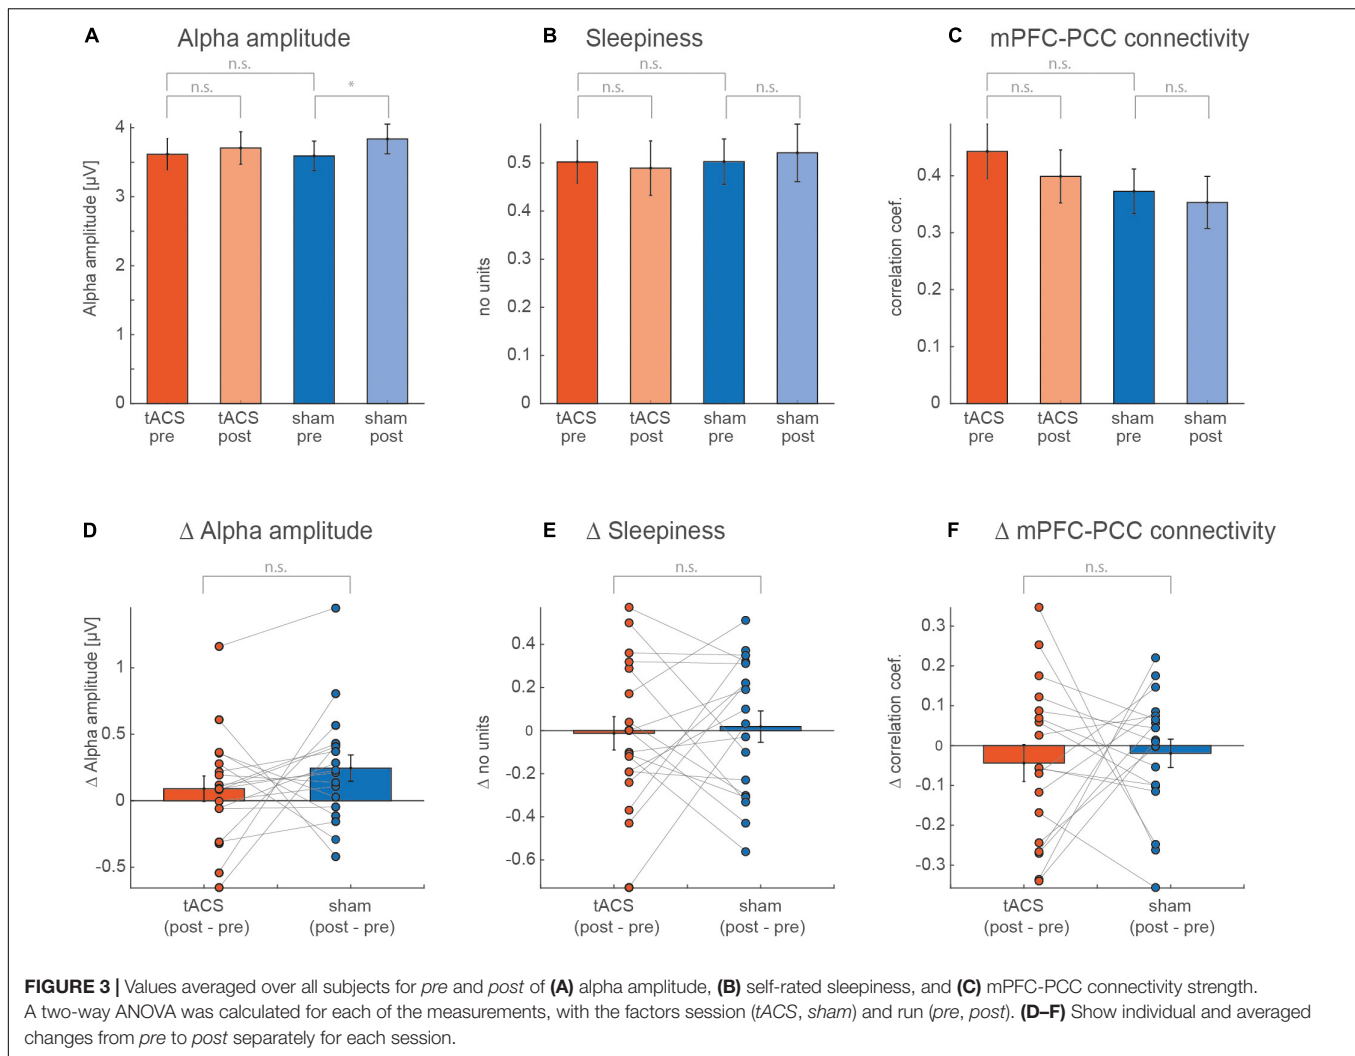 A Alpha amplitude
n.s.
n.s. *
Alpha amplitude [µV]
4
3
2
1
0
tACS pre
tACS post
sham pre
sham post
B Sleepiness
n.s.
n.s. n.s.
no units
0.5
0.4
0.3
0.2
0.1
0
tACS pre
tACS post
sham pre
sham post
C mPFC-PCC connectivity
n.s.
n.s. n.s.
correlation coef.
0.4
0.3
0.2
0.1
0
tACS pre
tACS post
sham pre
sham post
D Δ Alpha amplitude
n.s.
Δ Alpha amplitude [µV]
1
0.5
0
-0.5
tACS
(post - pre)
sham
(post - pre)
E Δ Sleepiness
n.s.
Δ no units
0.4
0.2
0
-0.2
-0.4
-0.6
tACS
(post - pre)
sham
(post - pre)
F Δ mPFC-PCC connectivity
n.s.
Δ correlation coef.
0.3
0.2
0.1
0
-0.1
-0.2
-0.3
tACS
(post - pre)
sham
(post - pre)
FIGURE 3 | Values averaged over all subjects for pre and post of (A) alpha amplitude, (B) self-rated sleepiness, and (C) mPFC-PCC connectivity strength.
A two-way ANOVA was calculated for each of the measurements, with the factors session (tACS, sham) and run (pre, post). (D–F) Show individual and averaged
changes from pre to post separately for each session.